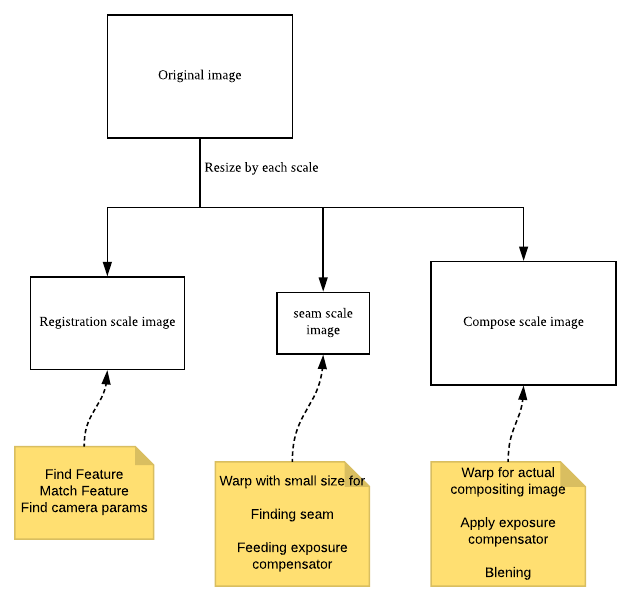 Original image
Resize by each scale
Registration scale image
seam scale
image
Compose scale image
Find Feature
Match Feature
Find camera params
Warp with small size for
Finding seam
Feeding exposure
compensator
Warp for actual
compositing image
Apply exposure
compensator
Blening